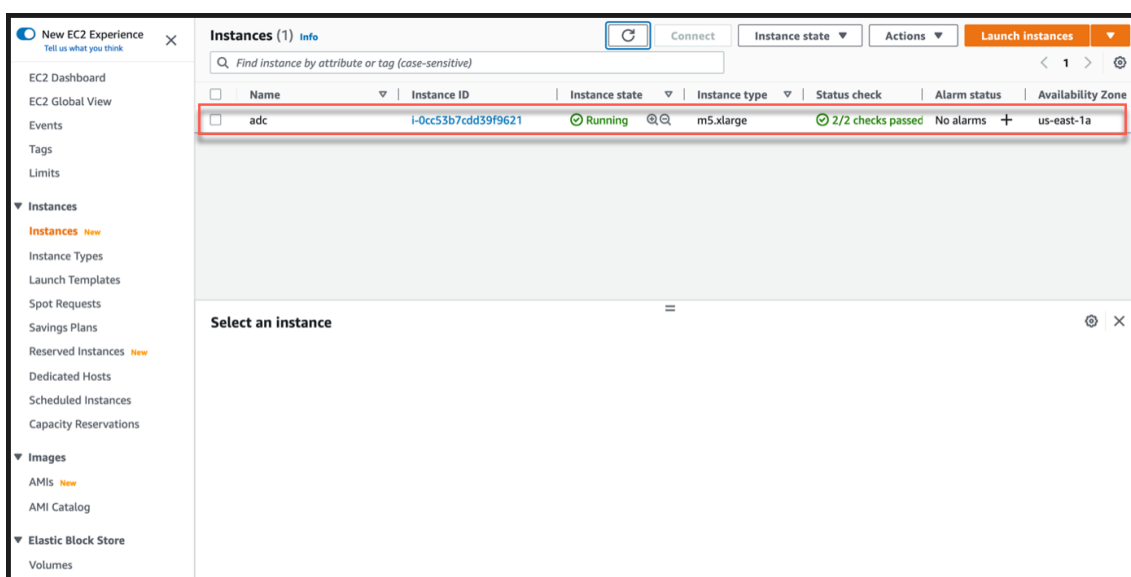 New EC2 Experience
Tell us what you think
EC2 Dashboard
EC2 Global View
Events
Tags
Limits
Instances
Instances New
Instance Types
Launch Templates
Spot Requests
Savings Plans
Reserved Instances New
Dedicated Hosts
Scheduled Instances
Capacity Reservations
Images
AMIs New
AMI Catalog
Elastic Block Store
Volumes
Instances (1) Info
Connect
Instance state
Actions
Launch instances
Find instance by attribute or tag (case-sensitive)
1
Name Instance ID Instance state Instance type Status check Alarm status Availability Zone
adc i-0cc53b7cdd39f9621 Running m5.xlarge 2/2 checks passed No alarms + us-east-1a
Select an instance